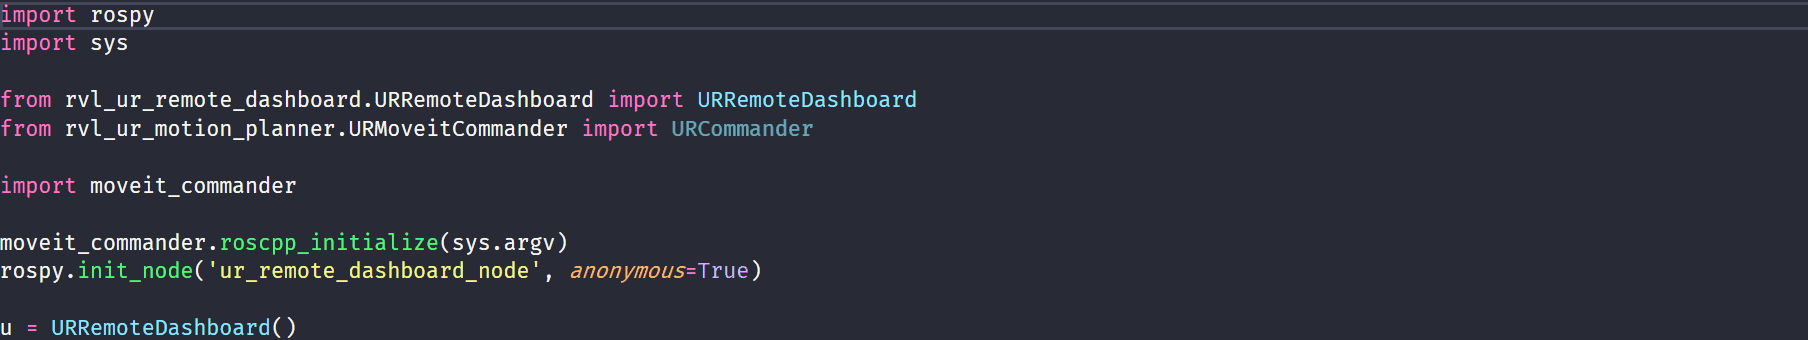 import rospy
import sys
from rvl_ur_remote_dashboard.URRemoteDashboard import URRemoteDashboard
from rvl_ur_motion_planner.URMoveitCommander import URCommander
import moveit_commander
moveit_commander.roscpp_initialize(sys.argv)
rospy.init_node('ur_remote_dashboard_node', anonymous=True)
u = URRemoteDashboard()